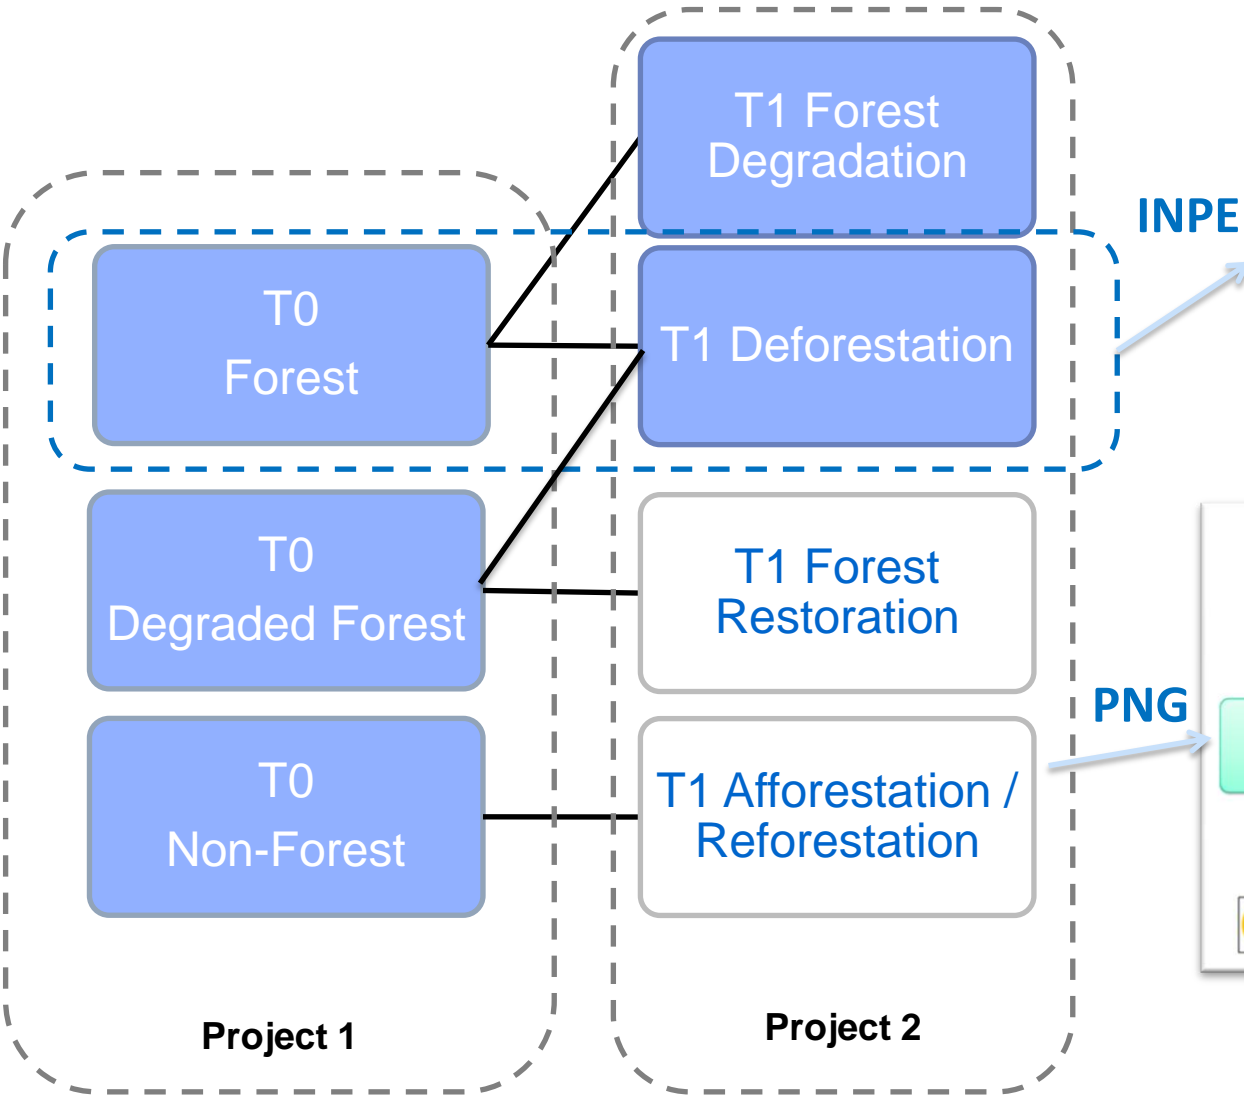 T1 Forest
Degradation
INPE
T0
Forest
T1 Deforestation
T0
Degraded Forest
T1 Forest
Restoration
PNG
T0
Non-Forest
T1 Afforestation /
Reforestation
Project 1
Project 2